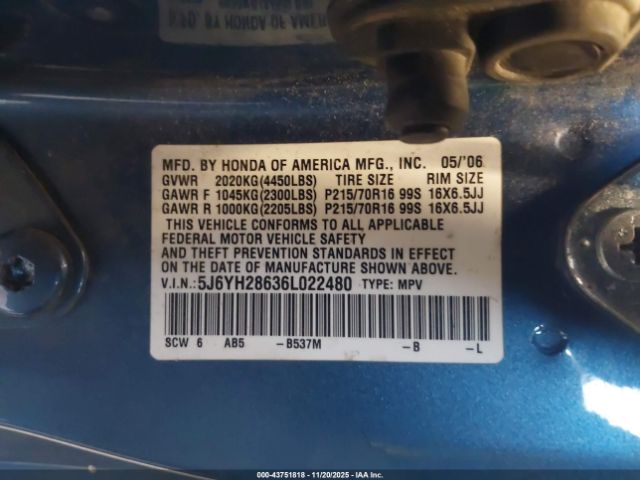 MFD. BY HONDA OF AMERICA MFG., INC. 05/'06
GVWR 2020KG(4450LBS) TIRE SIZE RIM SIZE
GAWR F 1045KG(2300LBS) P215/70R16 99S 16X6.5JJ
GAWR R 1000KG(2205LBS) P215/70R16 99S 16X6.5JJ
THIS VEHICLE CONFORMS TO ALL APPLICABLE
FEDERAL MOTOR VEHICLE SAFETY
AND THEFT PREVENTION STANDARDS IN EFFECT
ON THE DATE OF MANUFACTURE SHOWN ABOVE.
V.I.N.: 5J6YH28636L022480 TYPE: MPV
SCW 6 AB5 -B537M -B -L
000-43751818 - 11/20/2025 - IAAI.COM